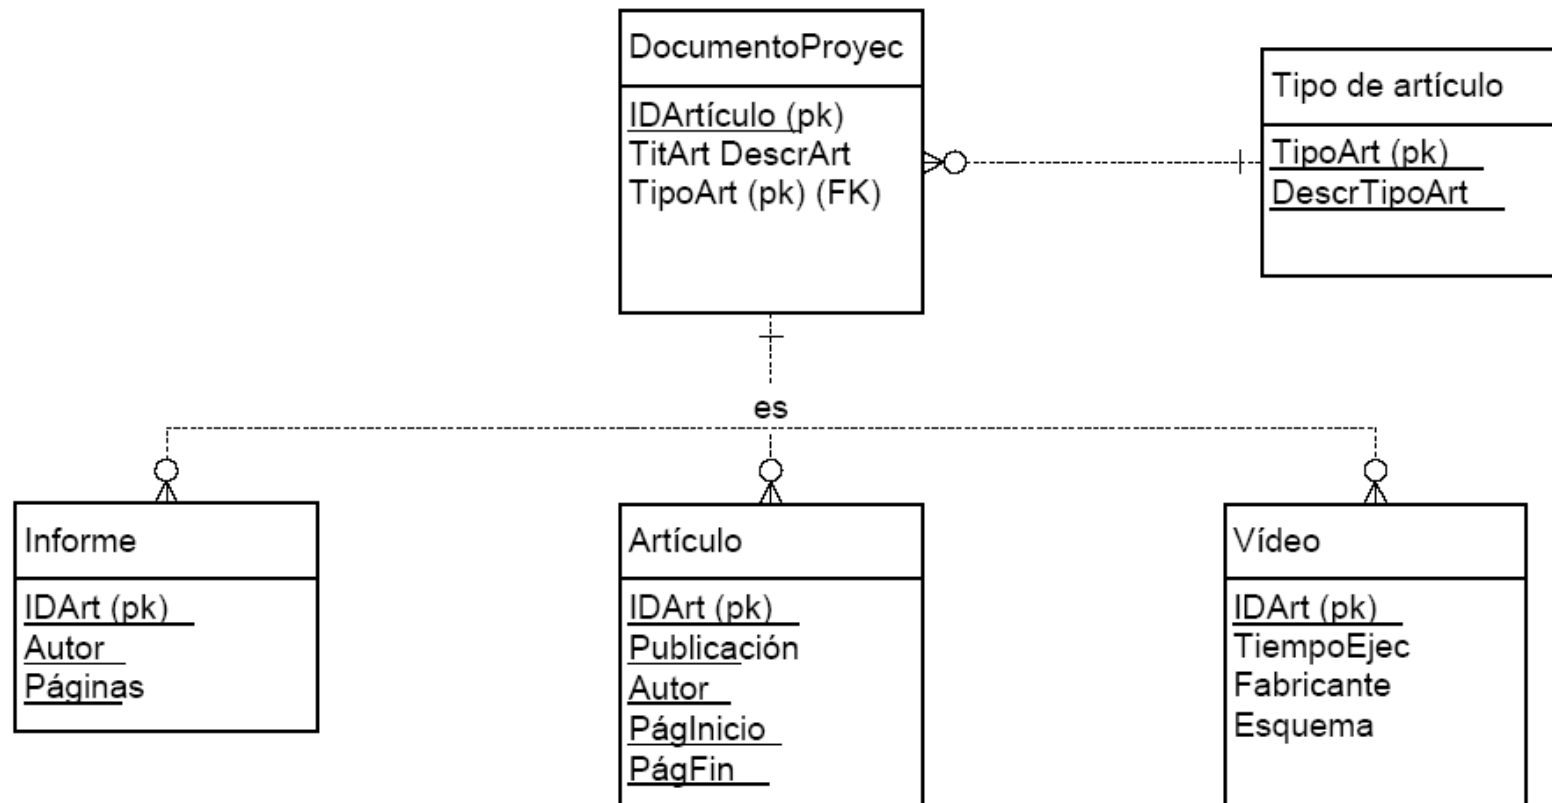 DocumentoProyec
IDArtículo (pk)
TitArt DescrArt
TipoArt (pk) (FK)
Tipo de artículo
TipoArt (pk)
DescrTipoArt
es
Informe
IDArt (pk)
Autor
Páginas
Artículo
IDArt (pk)
Publicación
Autor
PágInicio
PágFin
Vídeo
IDArt (pk)
TiempoEjec
Fabricante
Esquema